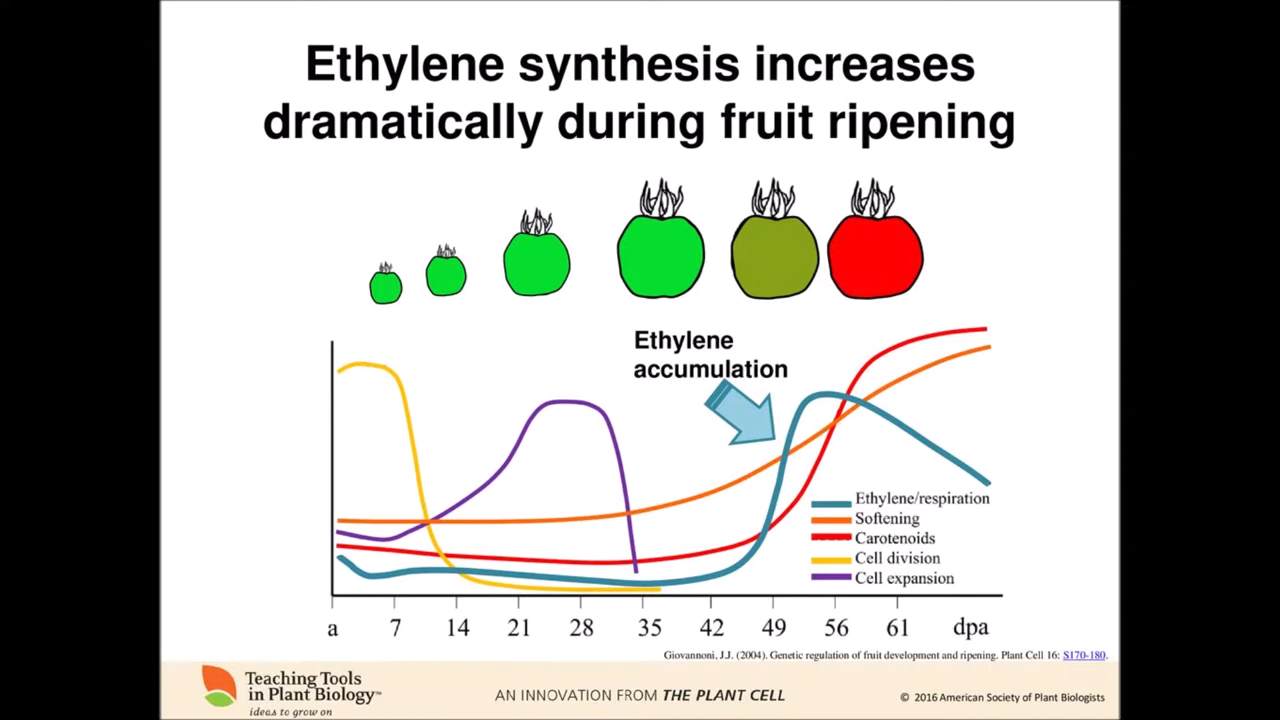 Ethylene synthesis increases
dramatically during fruit ripening
Ethylene
accumulation
Ethylene/respiration
Softening
Carotenoids
Cell division
Cell expansion
a 7 14 21 28 35 42 49 56 61 dpa
Giovannoni, J.J. (2004). Genetic regulation of fruit development and ripening. Plant Cell 16: S170-180.
Teaching Tools
in Plant Biology™
ideas to grow on
AN INNOVATION FROM THE PLANT CELL
© 2016 American Society of Plant Biologists